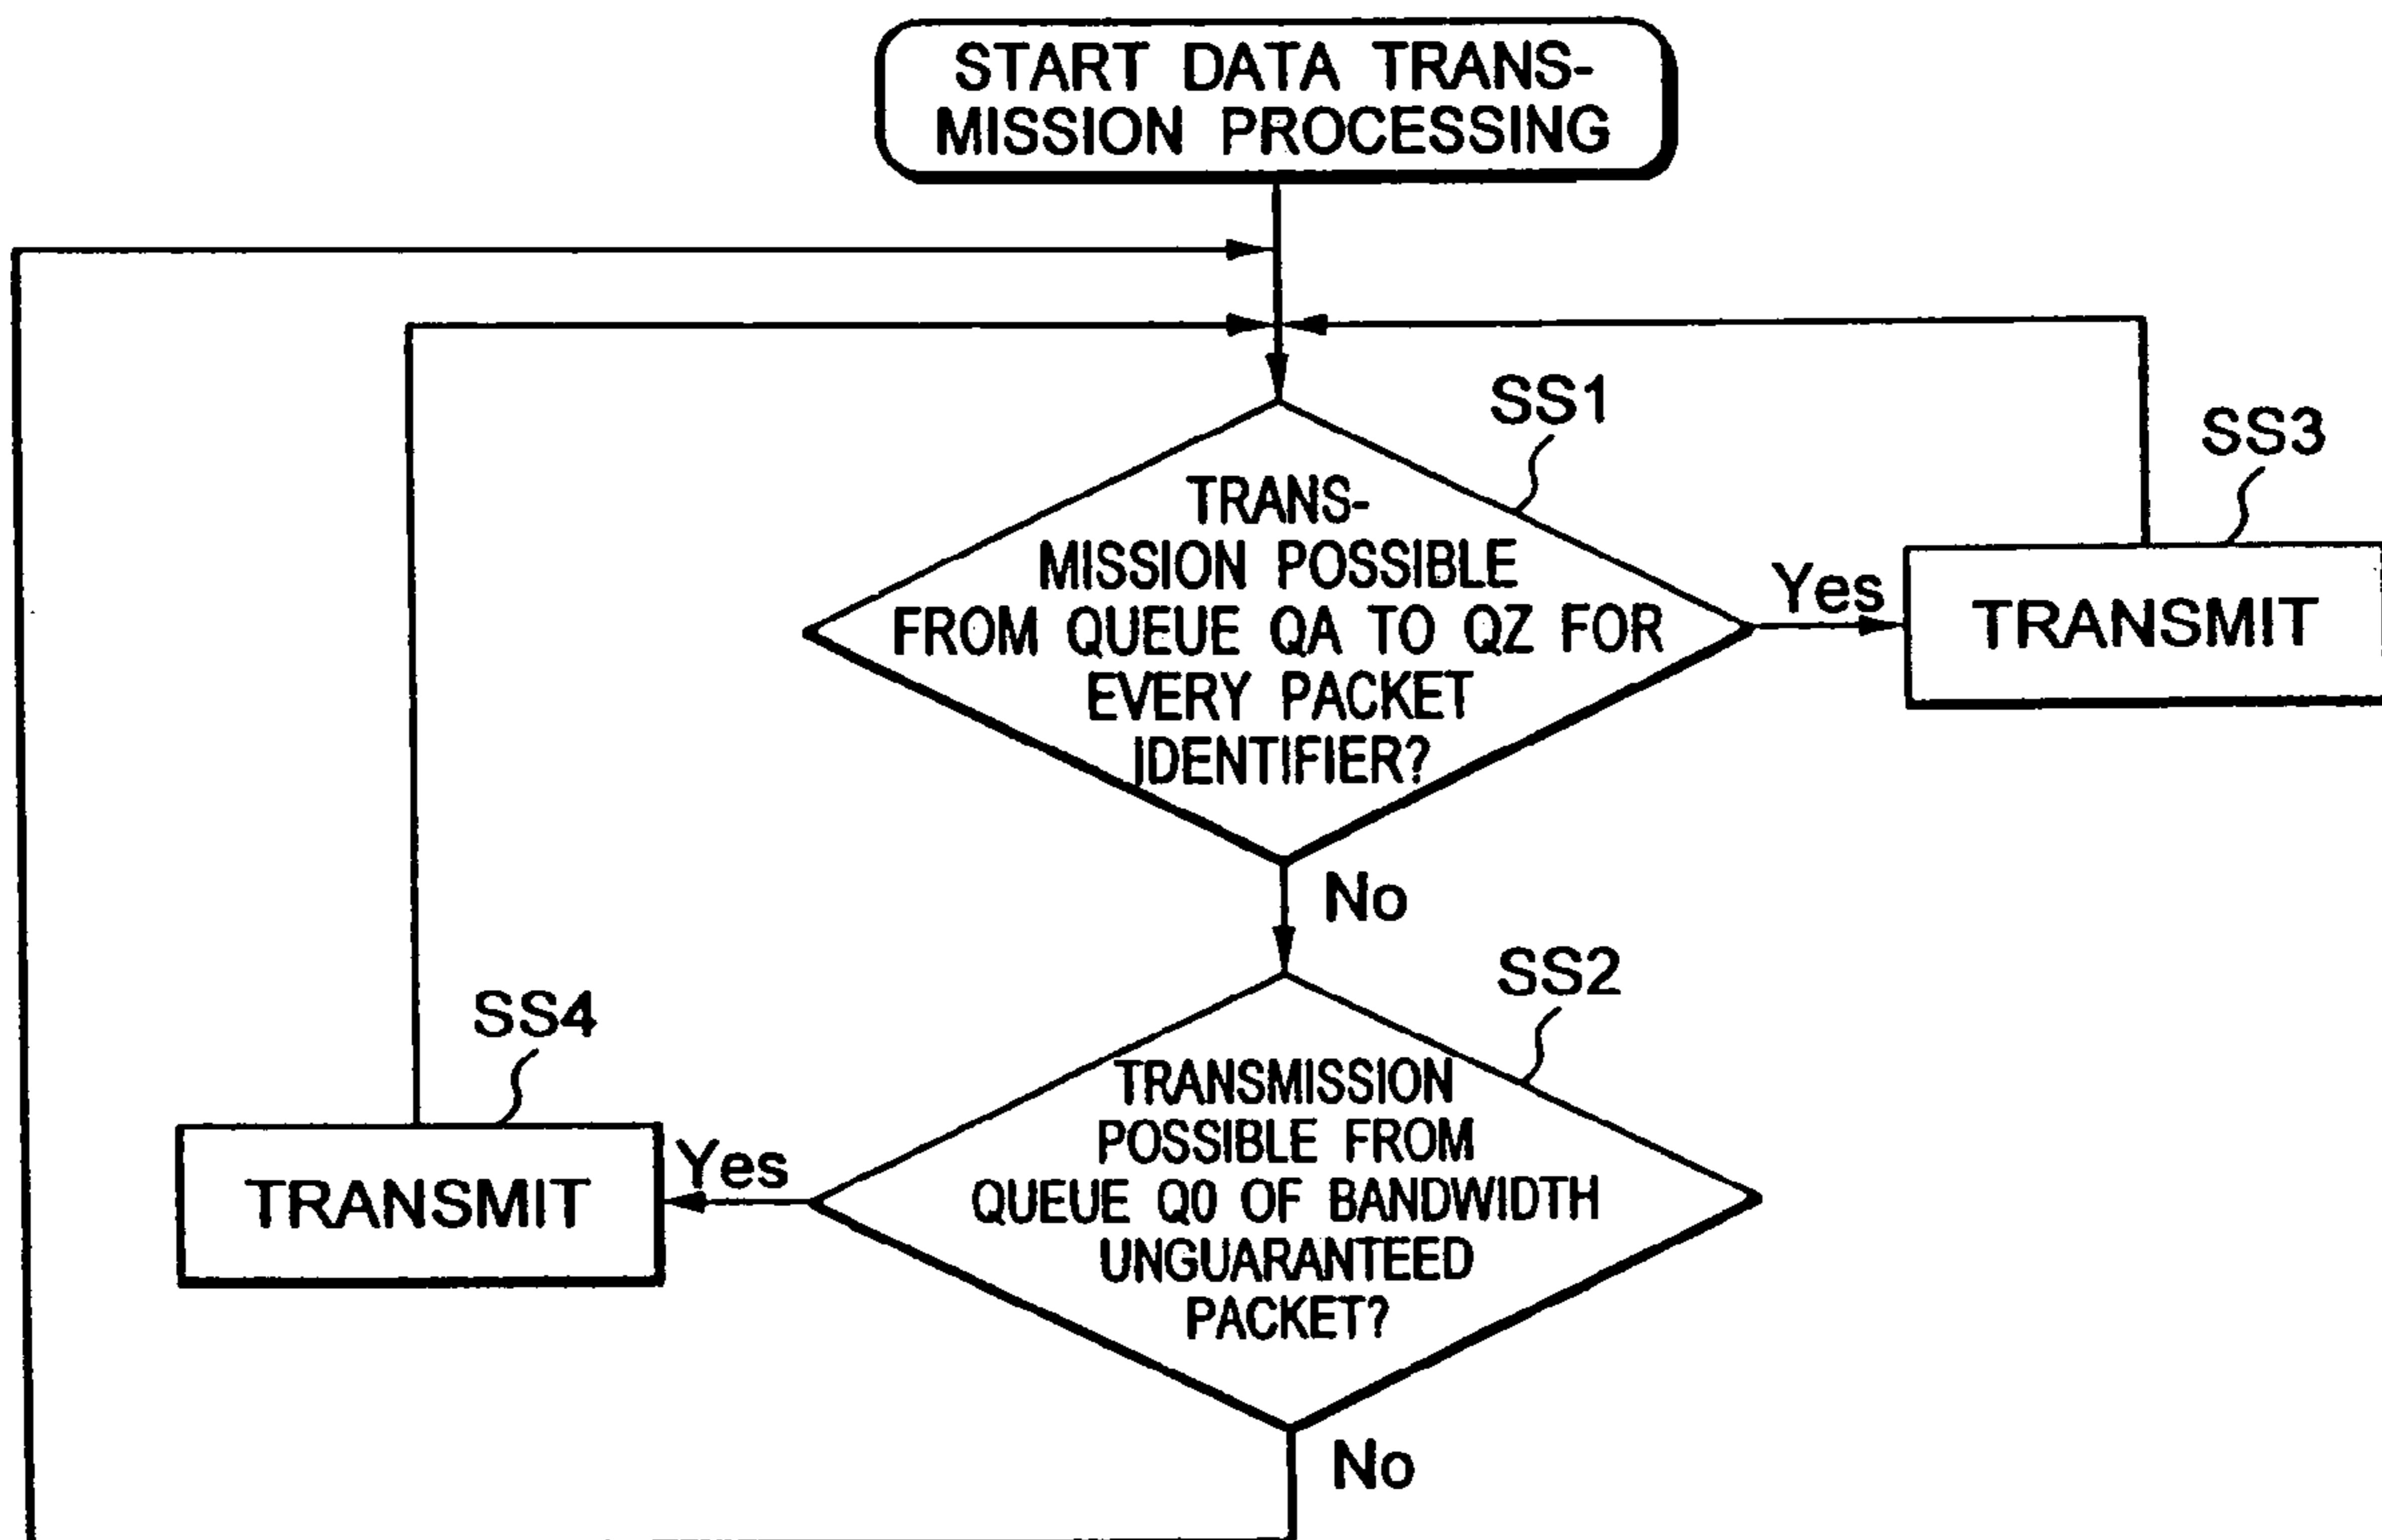 START DATA TRANS-
MISSION PROCESSING
SS1
SS3
TRANS-
MISSION POSSIBLE
FROM QUEUE QA TO QZ FOR
EVERY PACKET
IDENTIFIER?
Yes
TRANSMIT
No
SS2
SS4
TRANSMISSION
POSSIBLE FROM
QUEUE Q0 OF BANDWIDTH
UNGUARANTEED
PACKET?
Yes
TRANSMIT
No